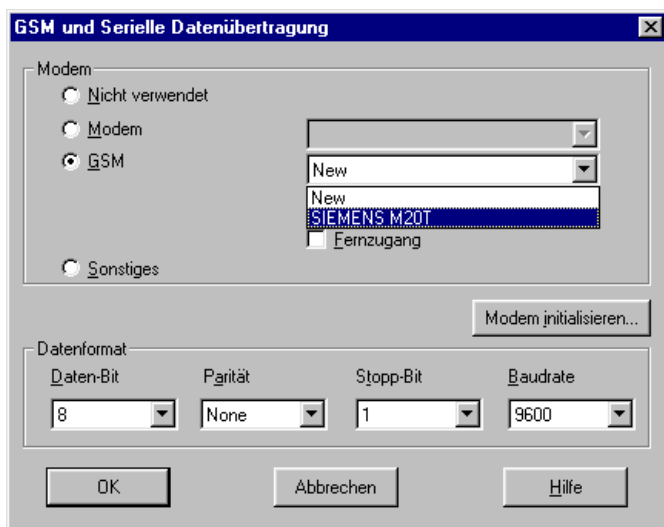 GSM und Serielle Datenübertragung
Modem
Nicht verwendet
Modem
GSM
New
New
SIEMENS M20T
Fernzugang
Sonstiges
Modem initialisieren...
Datenformat
Daten-Bit Parität Stopp-Bit Baudrate
8 None 1 9600
OK Abbrechen Hilfe